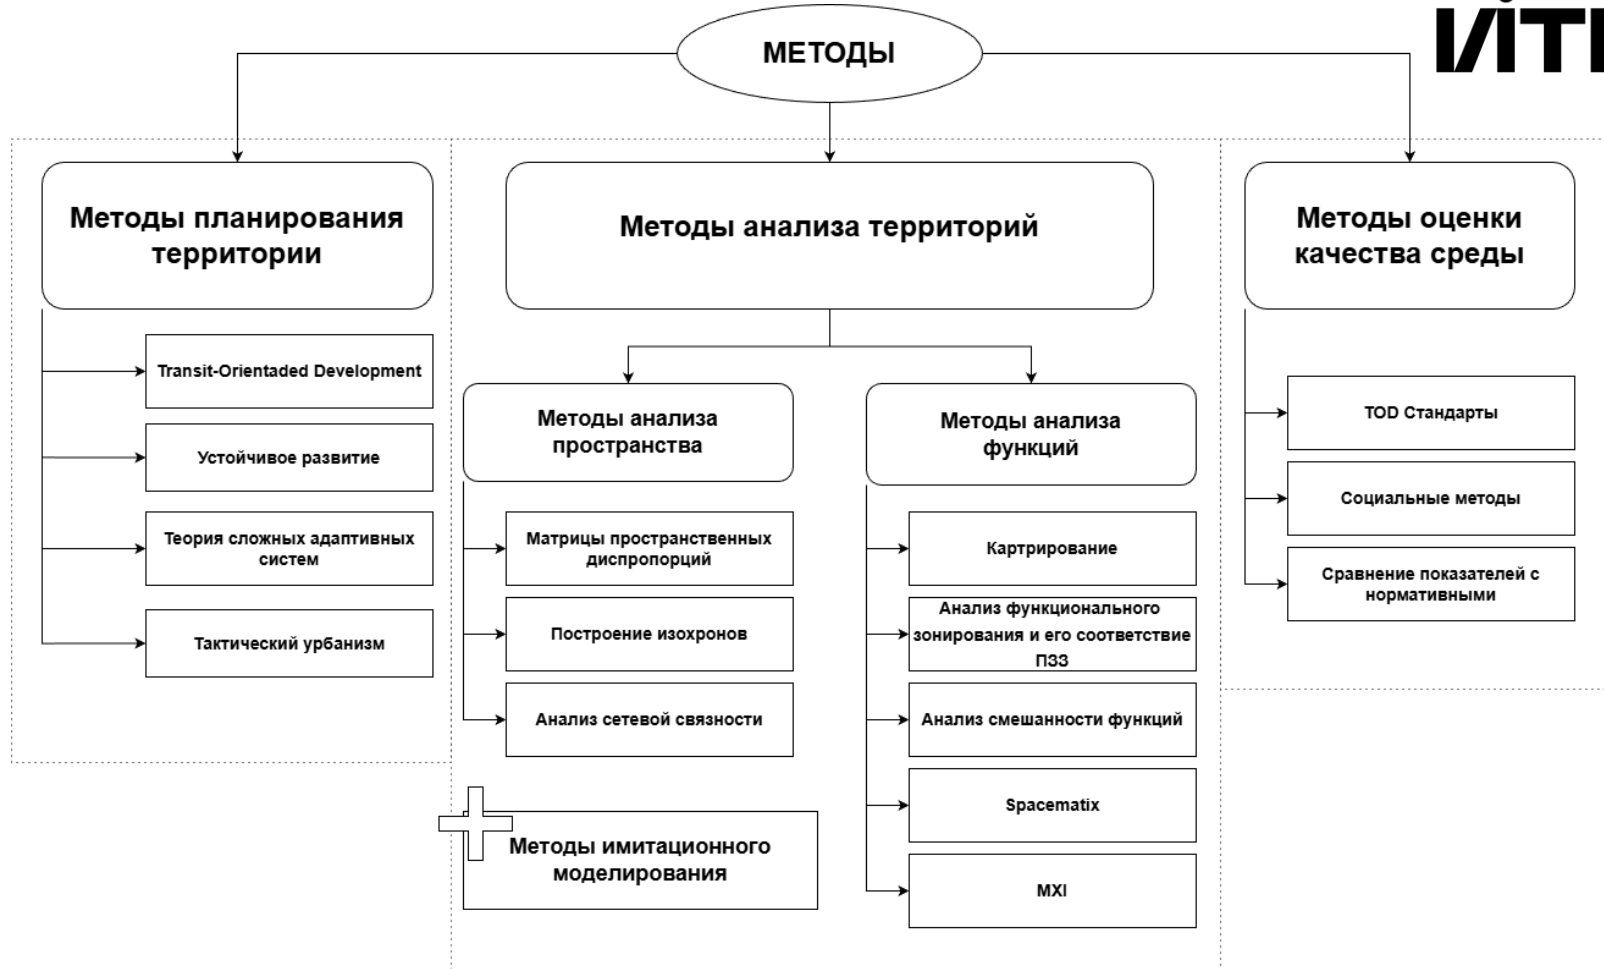 МЕТОДЫ
Методы планирования
территории
Transit-Orientaded Development
Устойчивое развитие
Теория сложных адаптивных
систем
Тактический урбанизм
Методы анализа территорий
Методы анализа
пространства
Матрицы пространственных
диспропорций
Построение изохронов
Анализ сетевой связности
Методы имитационного
моделирования
Методы анализа
функций
Картрирование
Анализ функционального
зонирования и его соответствие
ПЗЗ
Анализ смешанности функций
Spacematix
MXI
Методы оценки
качества среды
TOD Стандарты
Социальные методы
Сравнение показателей с
нормативными